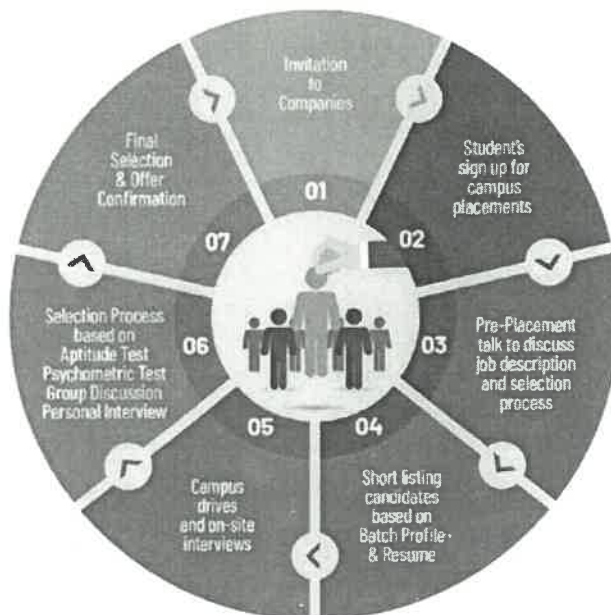 Invitation
to
Companies
01
Student's
sign up for
campus
placements
02
Pre-Placement
talk to discuss
job description
and selection
process
03
Short listing
candidates
based on
Batch Profile
& Resume
04
Campus
drives
and on-site
interviews
05
Selection Process
based on
Aptitude Test
Psychometric Test
Group Discussion
Personal Interview
06
Final
Selection
& Offer
Confirmation
07